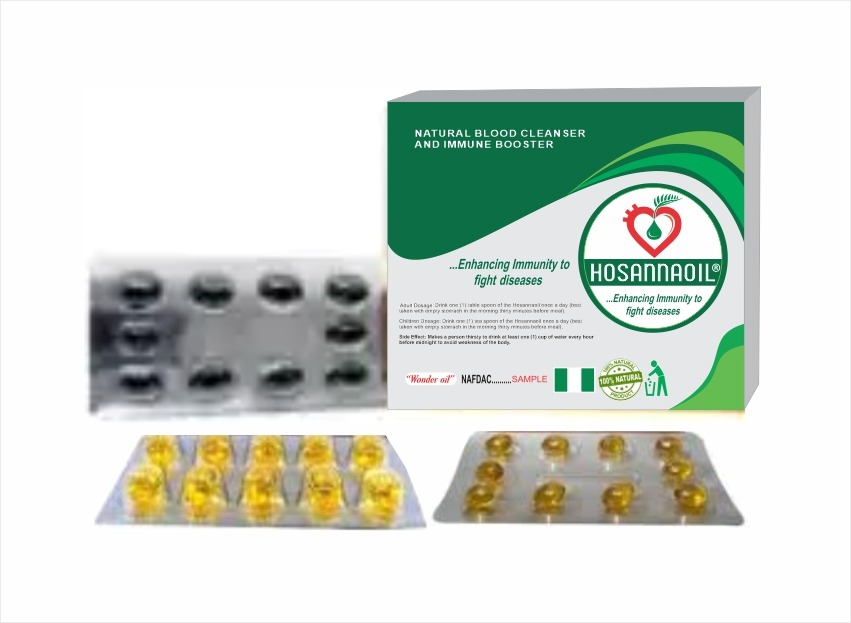 NATURAL BLOOD CLEANSER
AND IMMUNE BOOSTER
...Enhancing Immunity to
fight diseases
HOSANNAOIL®
...Enhancing Immunity to
fight diseases
Adult Dosage: Drink one (1) table spoon of the Hosannaoil once a day (best
taken with empty stomach in the morning thirty minutes before meal).
Children Dosage: Drink one (1) tea spoon of the Hosannaoil once a day (best
taken with empty stomach in the morning thirty minutes before meal).
Side Effect: Makes a person thirsty to drink at least one (1) cup of water every hour
before midnight to avoid weakness of the body.
"Wonder oil" NAFDAC..........SAMPLE
100% NATURAL
100% NATURAL
PRODUCT